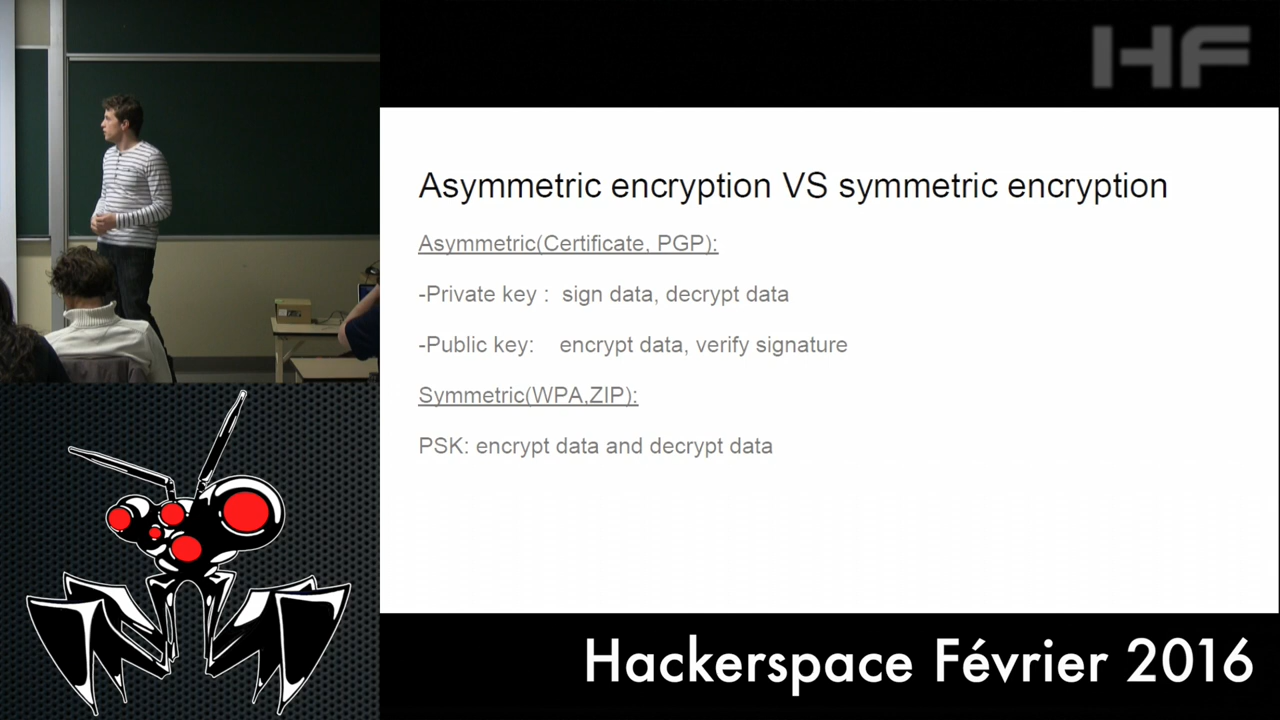 HF
Asymmetric encryption VS symmetric encryption
Asymmetric(Certificate, PGP):
-Private key : sign data, decrypt data
-Public key: encrypt data, verify signature
Symmetric(WPA,ZIP):
PSK: encrypt data and decrypt data
Hackerspace Février 2016